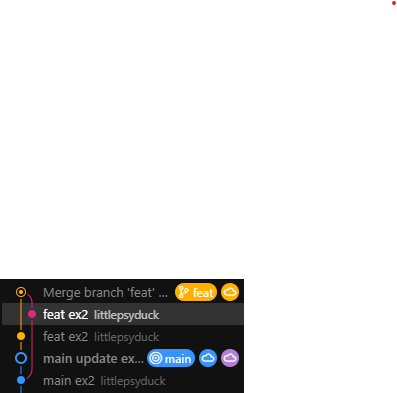 Merge branch 'feat' ... feat
feat ex2 littlepsyduck
feat ex2 littlepsyduck
main update ex... main
main ex2 littlepsyduck